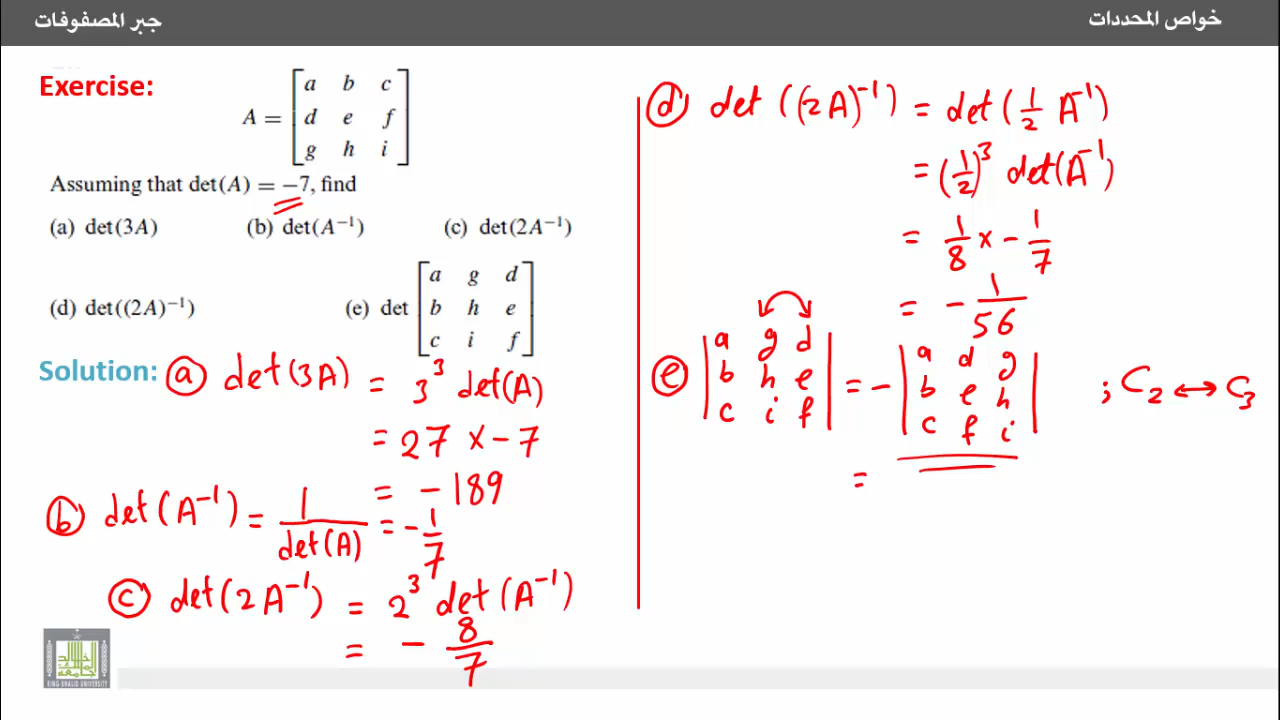 جبر المصفوفات
خواص المحددات
Exercise:
A = [a b c
d e f
g h i]
Assuming that det(A) = −7, find
(a) det(3A) (b) det(A⁻¹) (c) det(2A⁻¹)
(d) det((2A)⁻¹) (e) det [a g d
b h e
c i f]
Solution: ⓐ det(3A) = 3³ det(A)
= 27 x -7
= -189
ⓑ det(A⁻¹) = 1/det(A) = -1/7
ⓒ det(2A⁻¹) = 2³ det(A⁻¹)
= - 8/7
KING KHALID UNIVERSITY
ⓓ det((2A)⁻¹) = det(1/2 A⁻¹)
= (1/2)³ det(A⁻¹)
= 1/8 x - 1/7
= - 1/56
ⓔ |a g d
b h e
c i f| = - |a d g
b e h
c f i| ; C₂ ↔ C₃
=